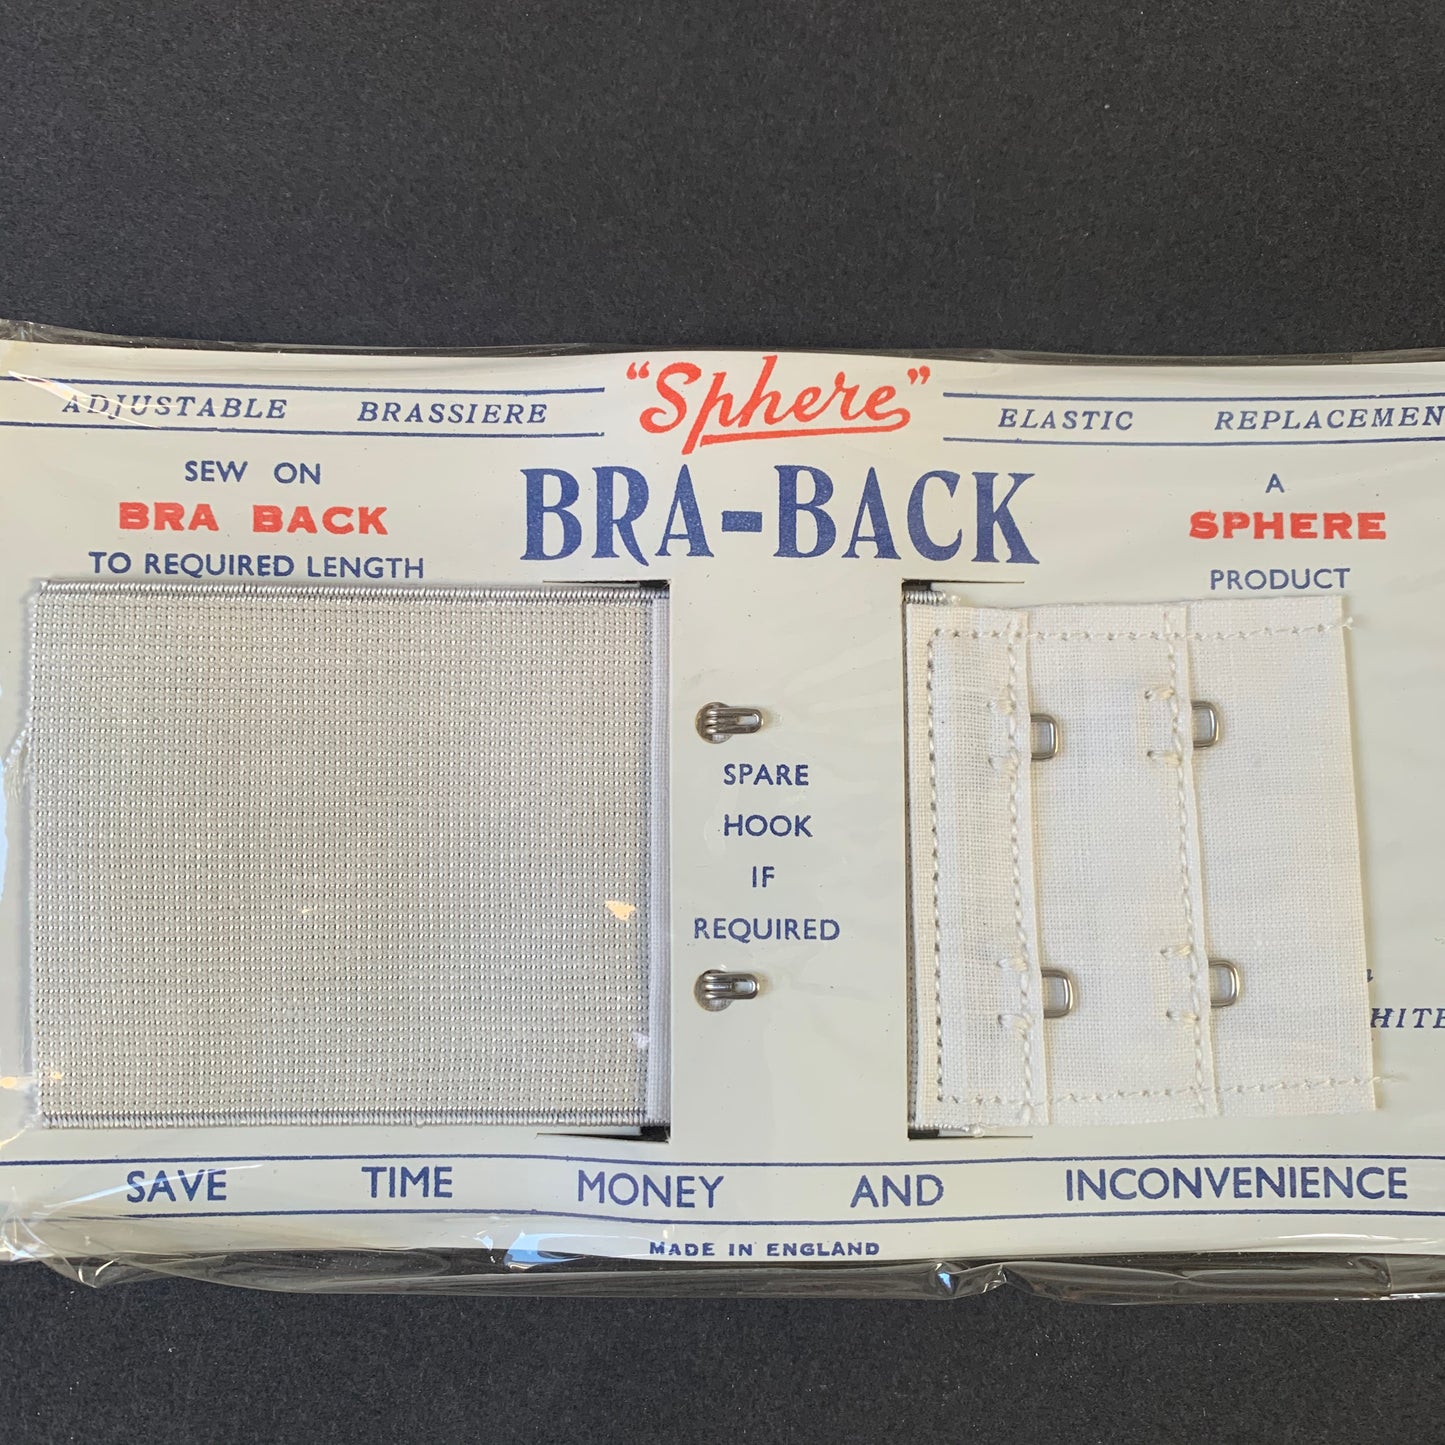 "Sphere"
ADJUSTABLE BRASSIERE
ELASTIC REPLACEMEN
BRA-BACK
SEW ON
BRA BACK
TO REQUIRED LENGTH
A
SPHERE
PRODUCT
SPARE
HOOK
IF
REQUIRED
HITE
SAVE TIME MONEY AND INCONVENIENCE
MADE IN ENGLAND